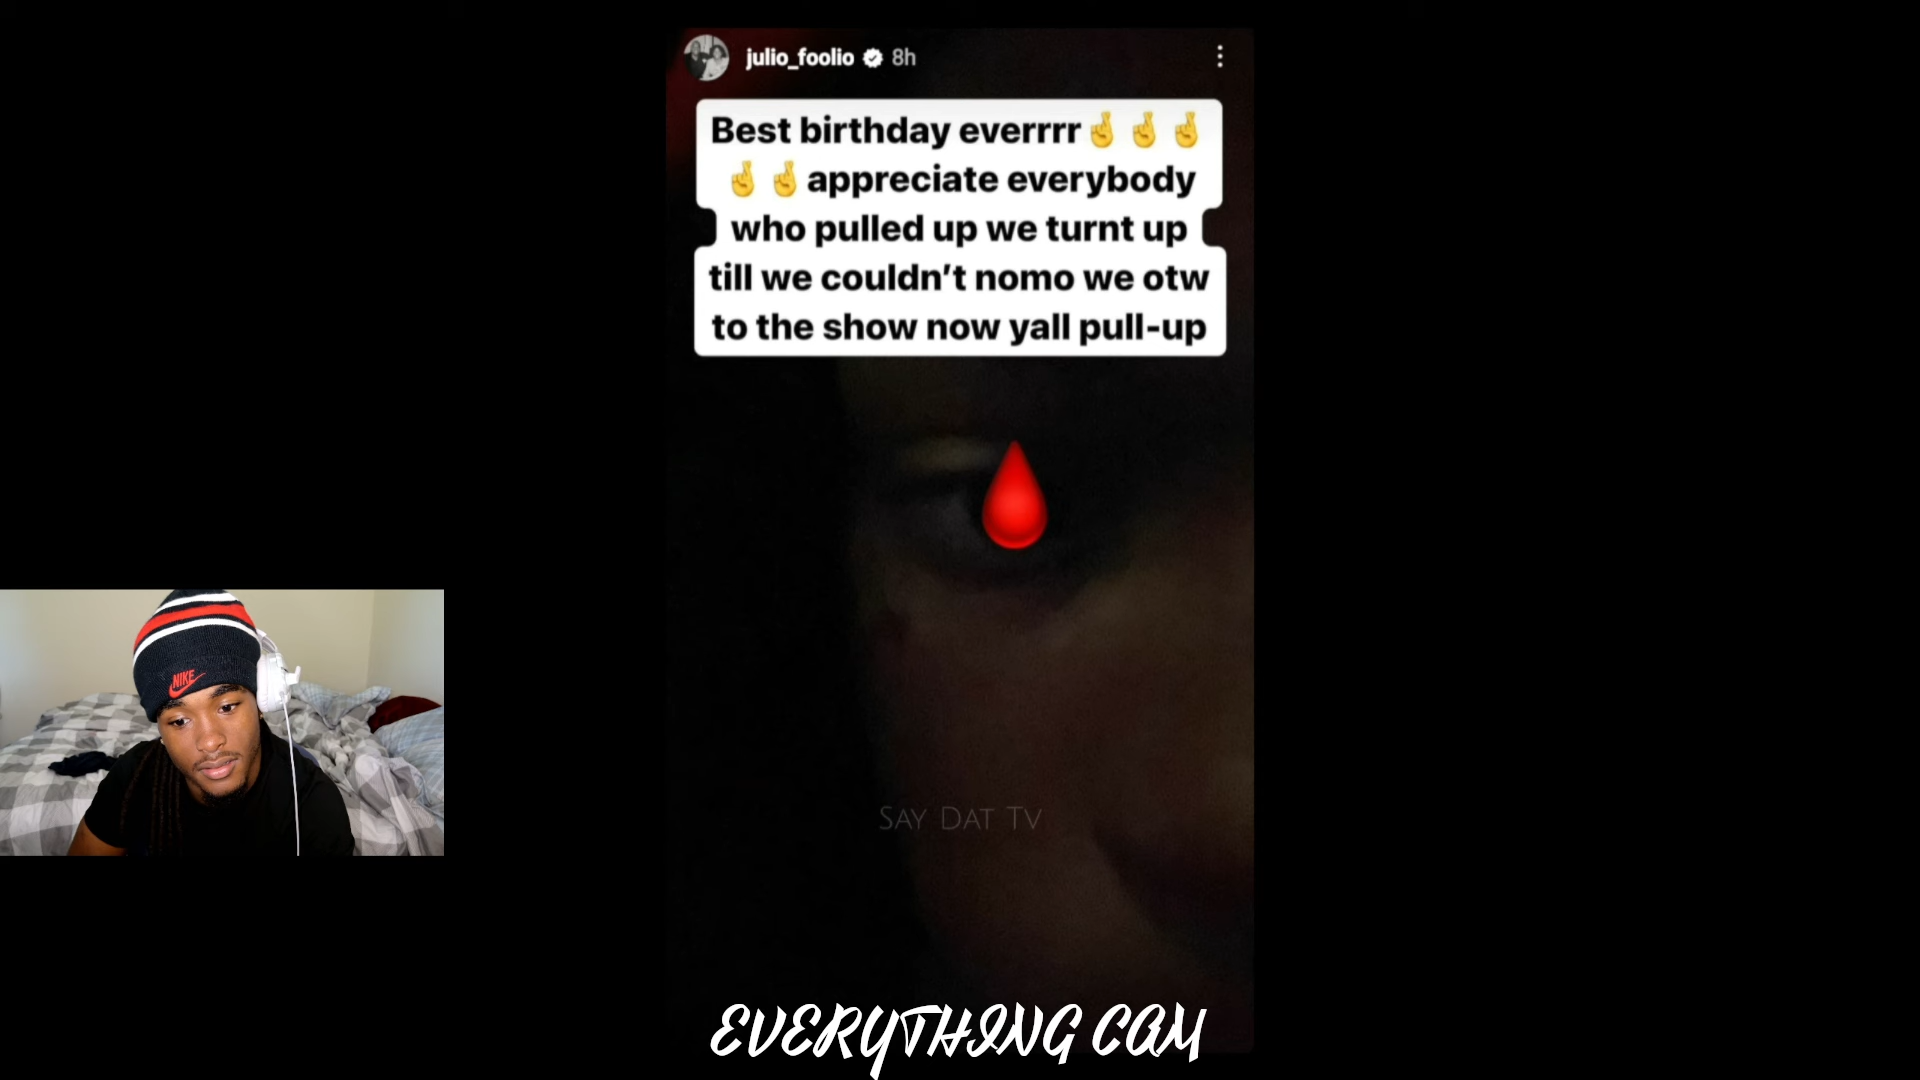 julio_foolio 8h
Best birthday everrrr🤞🤞🤞
🤞🤞appreciate everybody
who pulled up we turnt up
till we couldn't nomo we otw
to the show now yall pull-up
NIKE
SAY DAT TV
EVERYTHING CAM